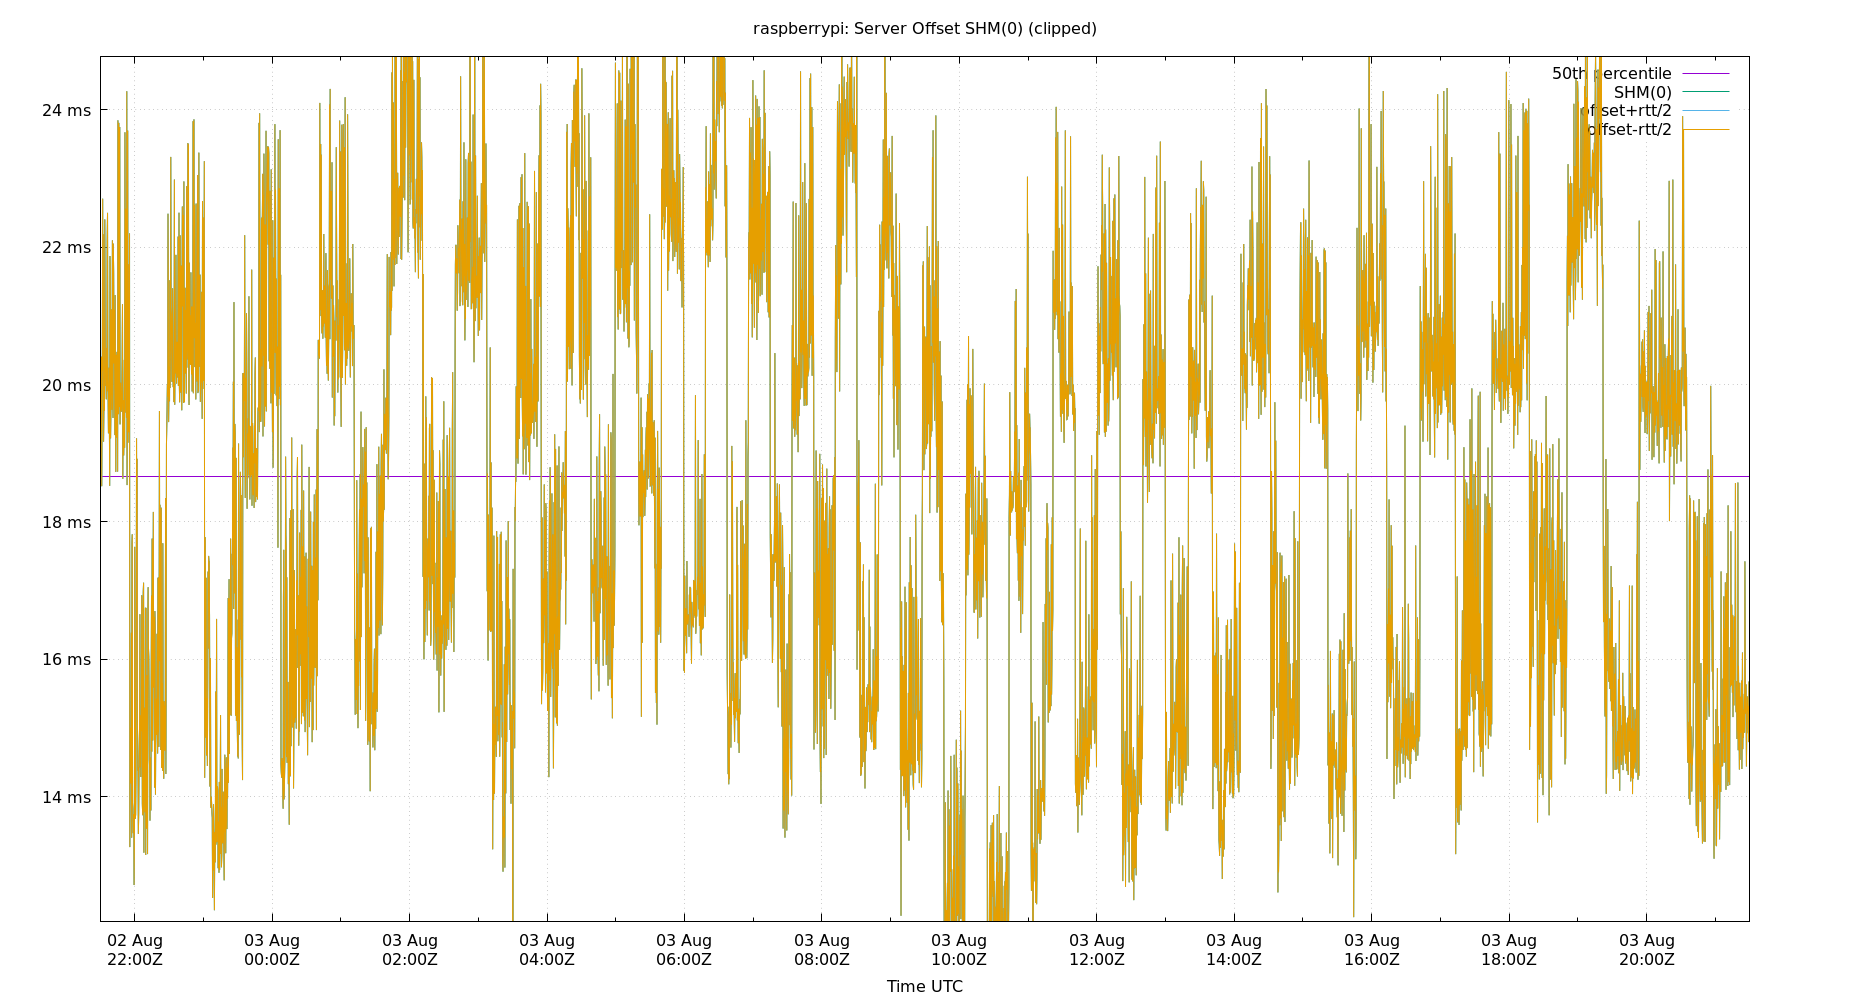 raspberrypi: Server Offset SHM(0) (clipped)
50th percentile
SHM(0)
offset+rtt/2
offset-rtt/2
24 ms
22 ms
20 ms
18 ms
16 ms
14 ms
02 Aug 03 Aug 03 Aug 03 Aug 03 Aug 03 Aug 03 Aug 03 Aug 03 Aug 03 Aug 03 Aug 03 Aug
22:00Z 00:00Z 02:00Z 04:00Z 06:00Z 08:00Z 10:00Z 12:00Z 14:00Z 16:00Z 18:00Z 20:00Z
Time UTC